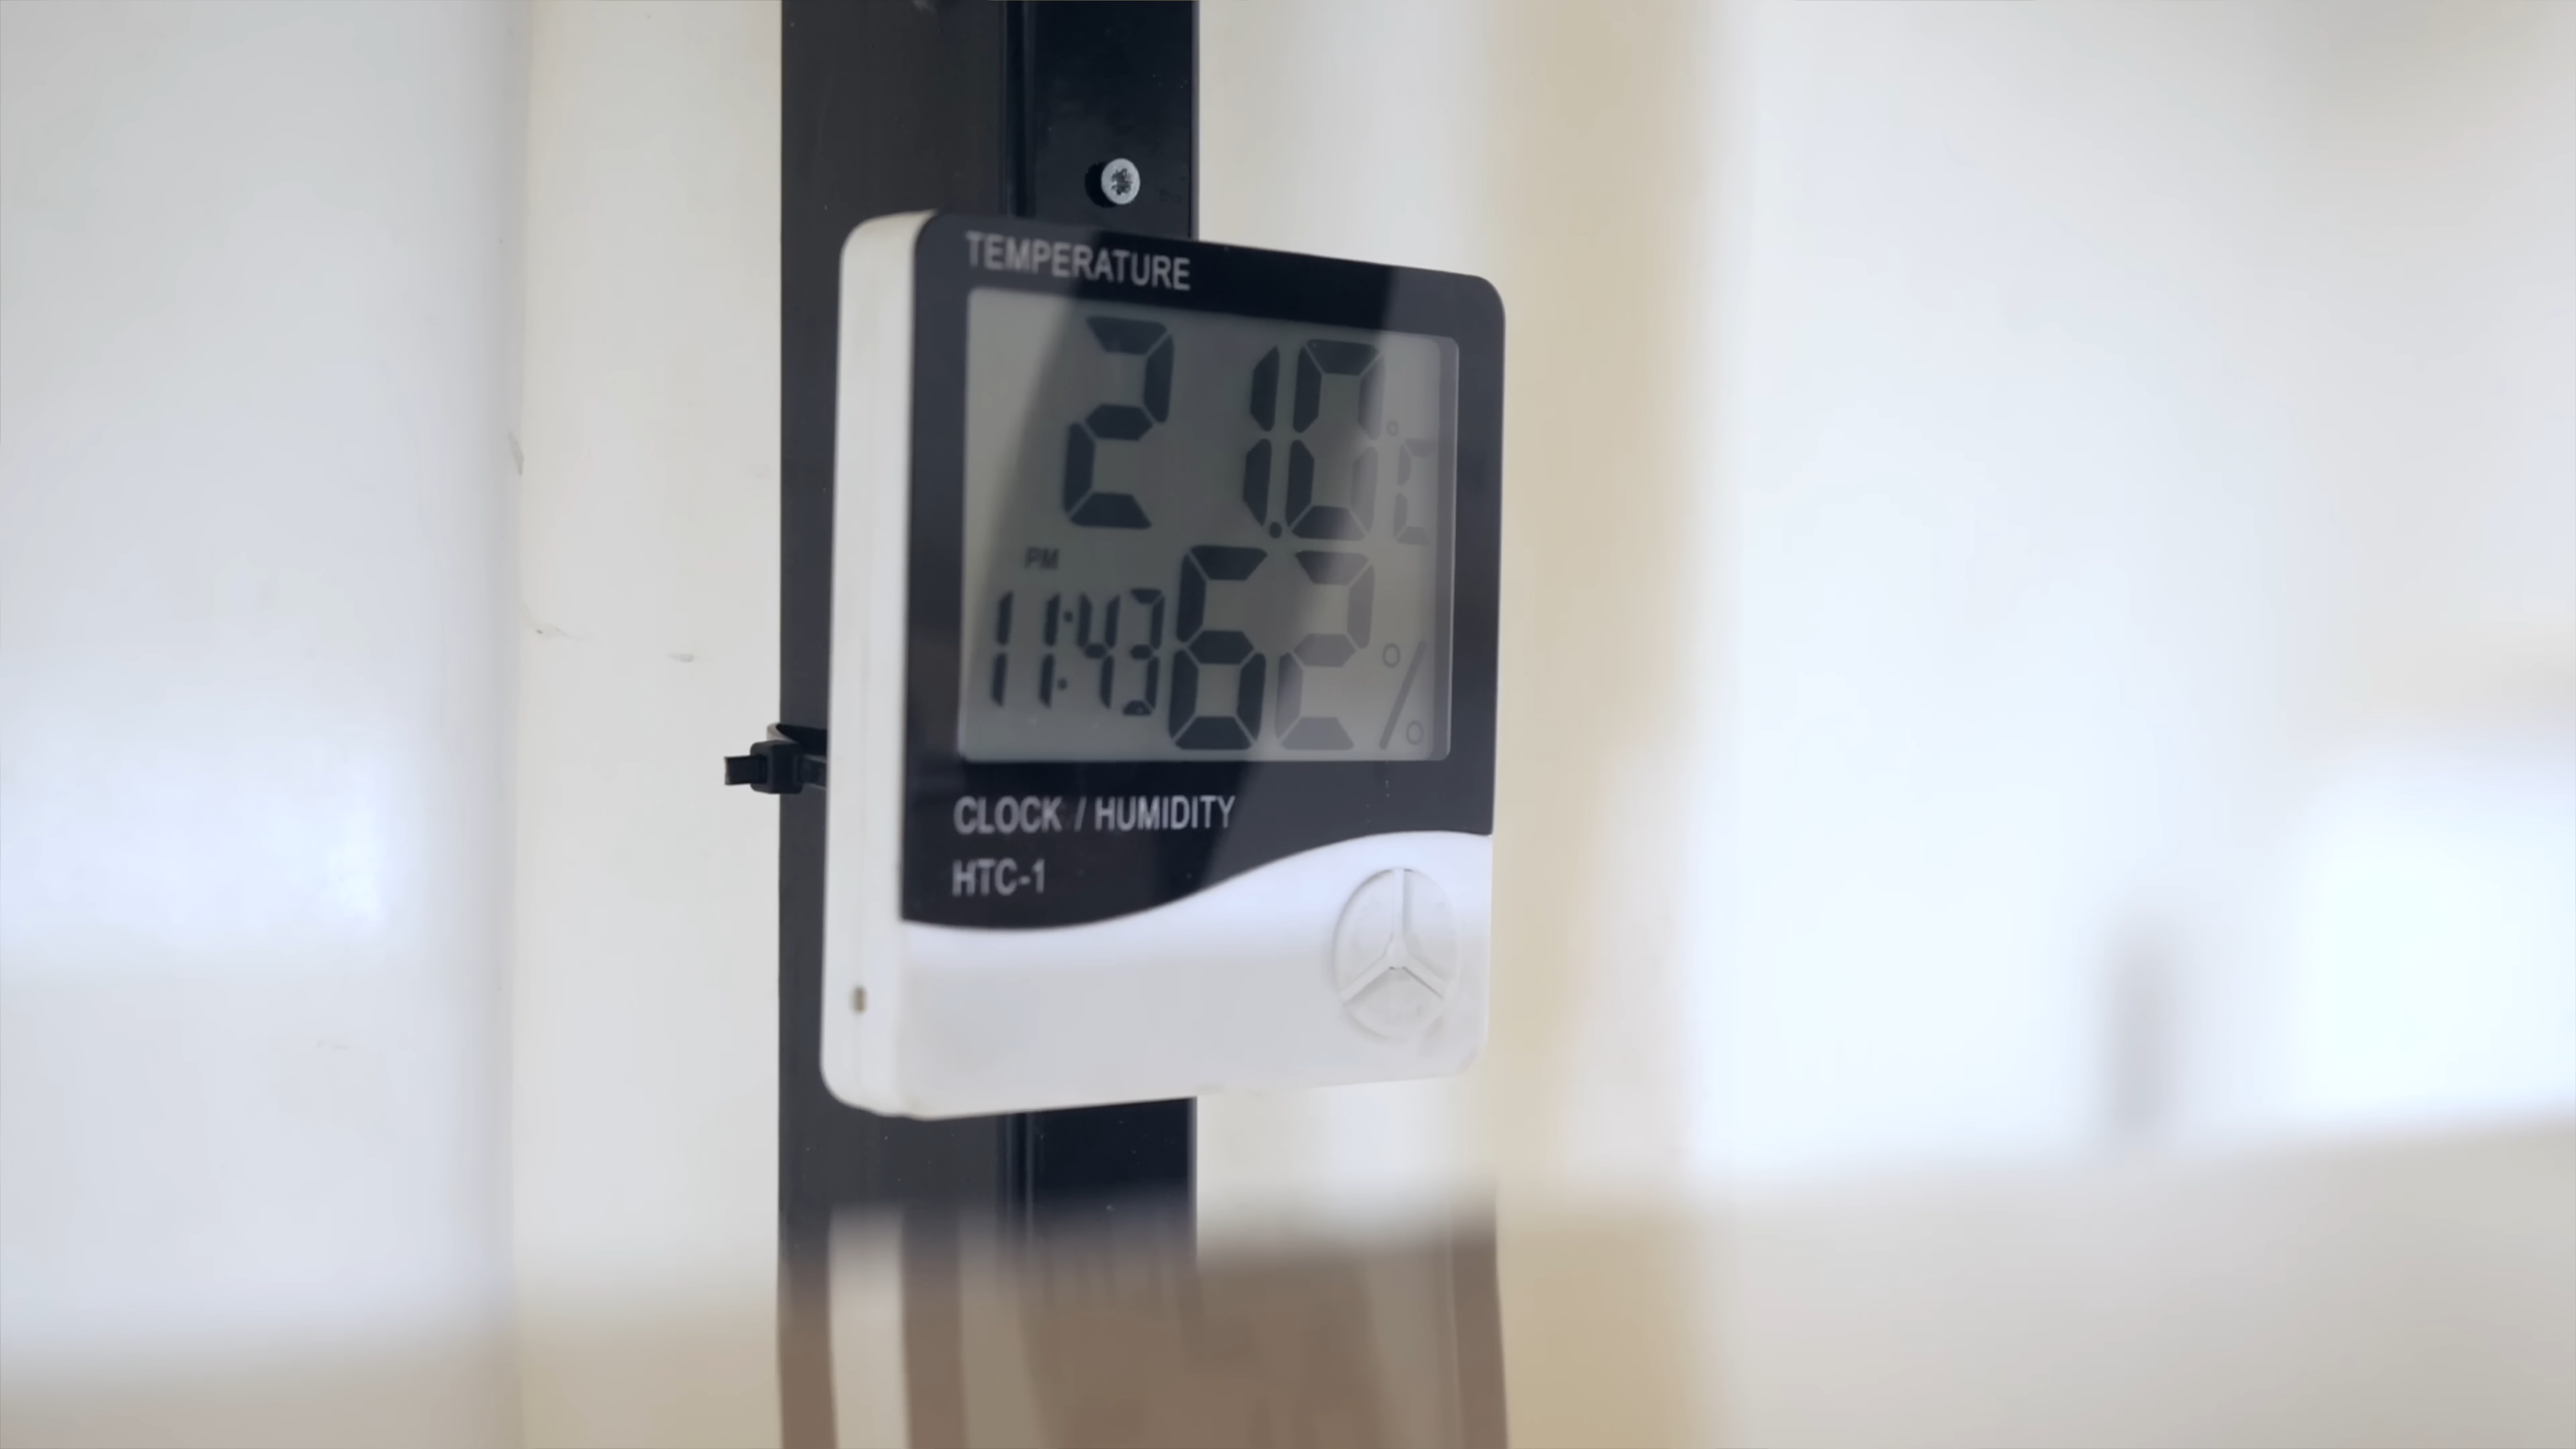 TEMPERATURE
21.0 °C
PM
11:43 62 %
CLOCK / HUMIDITY
HTC-1